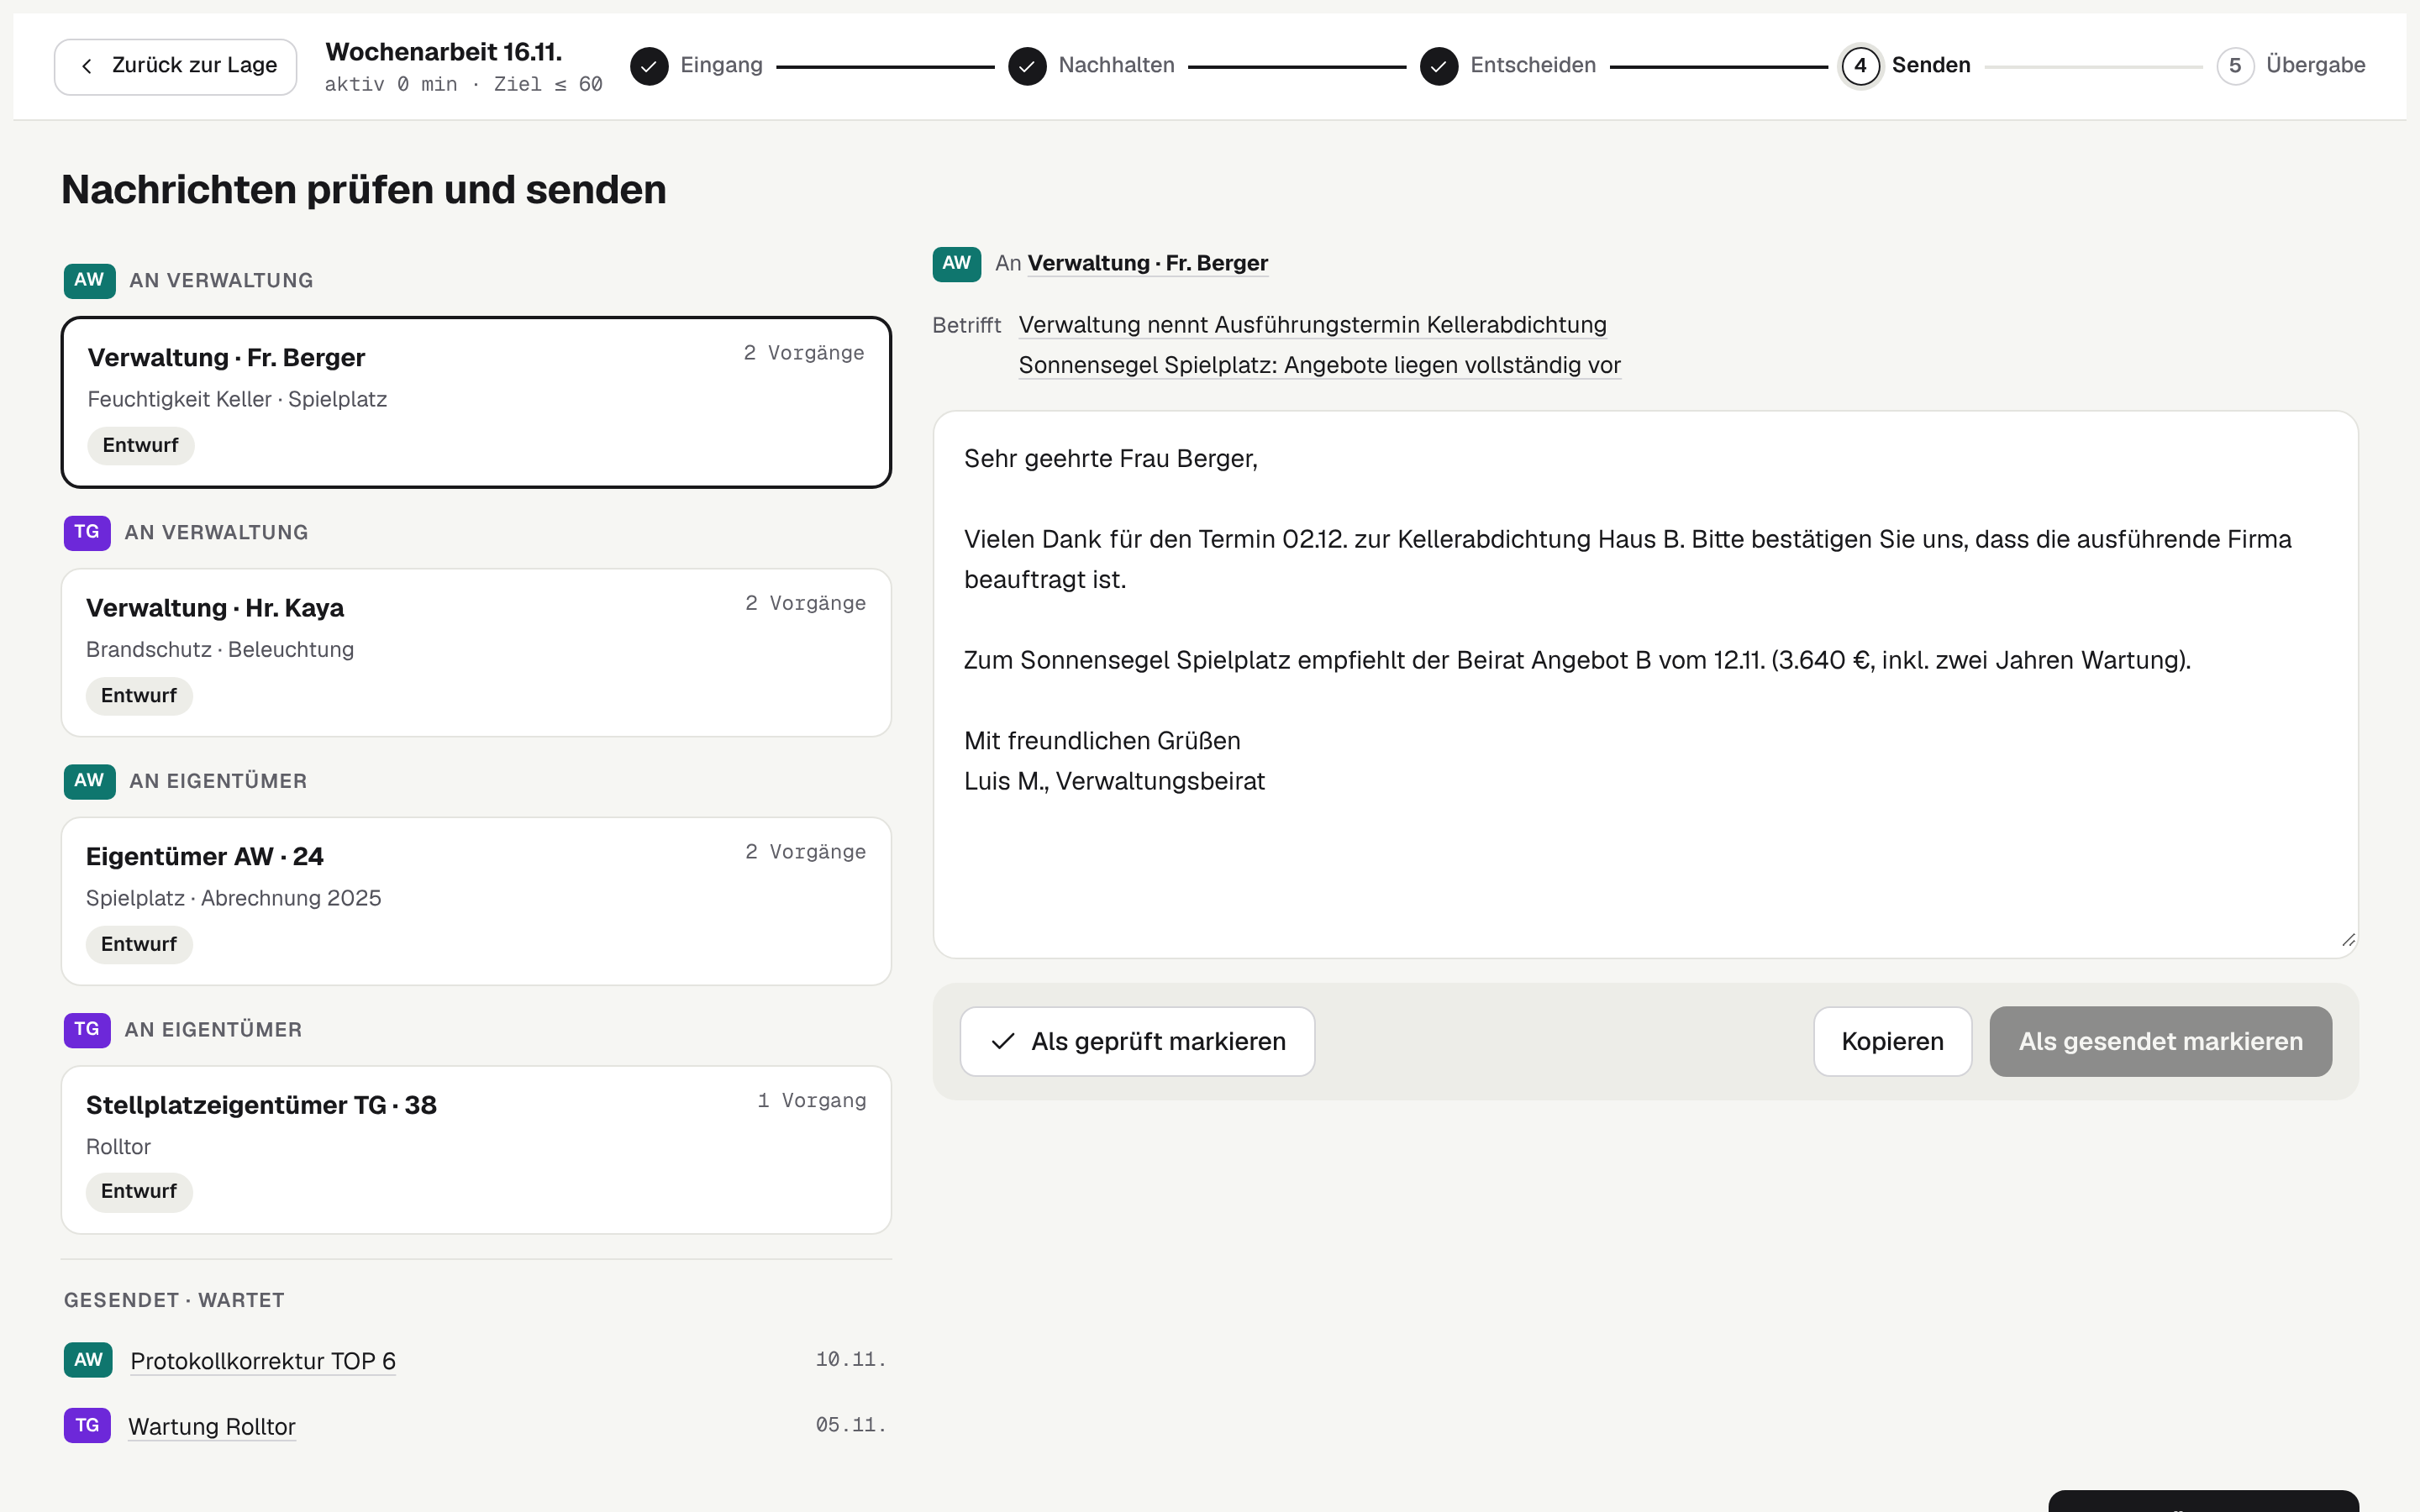 Zurück zur Lage
Wochenarbeit 16.11.
aktiv 0 min · Ziel ≤ 60
Eingang
Nachhalten
Entscheiden
4 Senden
5 Übergabe
Nachrichten prüfen und senden
AW AN VERWALTUNG
Verwaltung · Fr. Berger
2 Vorgänge
Feuchtigkeit Keller · Spielplatz
Entwurf
TG AN VERWALTUNG
Verwaltung · Hr. Kaya
2 Vorgänge
Brandschutz · Beleuchtung
Entwurf
AW AN EIGENTÜMER
Eigentümer AW · 24
2 Vorgänge
Spielplatz · Abrechnung 2025
Entwurf
TG AN EIGENTÜMER
Stellplatzeigentümer TG · 38
1 Vorgang
Rolltor
Entwurf
GESENDET · WARTET
AW Protokollkorrektur TOP 6 10.11.
TG Wartung Rolltor 05.11.
AW An Verwaltung · Fr. Berger
Betrifft Verwaltung nennt Ausführungstermin Kellerabdichtung
Sonnensegel Spielplatz: Angebote liegen vollständig vor
Sehr geehrte Frau Berger,
Vielen Dank für den Termin 02.12. zur Kellerabdichtung Haus B. Bitte bestätigen Sie uns, dass die ausführende Firma
beauftragt ist.
Zum Sonnensegel Spielplatz empfiehlt der Beirat Angebot B vom 12.11. (3.640 €, inkl. zwei Jahren Wartung).
Mit freundlichen Grüßen
Luis M., Verwaltungsbeirat
Als geprüft markieren
Kopieren
Als gesendet markieren